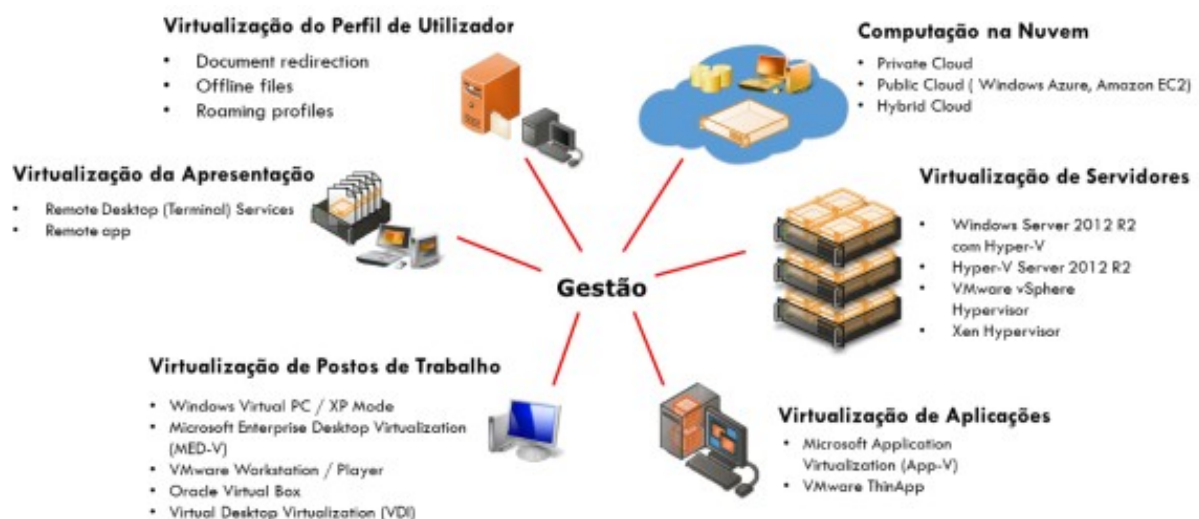 Virtualização do Perfil de Utilizador
• Document redirection
• Offline files
• Roaming profiles
Computação na Nuvem
• Private Cloud
• Public Cloud ( Windows Azure, Amazon EC2)
• Hybrid Cloud
Virtualização da Apresentação
• Remote Desktop (Terminal) Services
• Remote app
Virtualização de Servidores
• Windows Server 2012 R2
com Hyper-V
• Hyper-V Server 2012 R2
• VMware vSphere
Hypervisor
• Xen Hypervisor
Gestão
Virtualização de Postos de Trabalho
• Windows Virtual PC / XP Mode
• Microsoft Enterprise Desktop Virtualization
(MED-V)
• VMware Workstation / Player
• Oracle Virtual Box
• Virtual Desktop Virtualization (VDI)
Virtualização de Aplicações
• Microsoft Application
Virtualization (App-V)
• VMware ThinApp